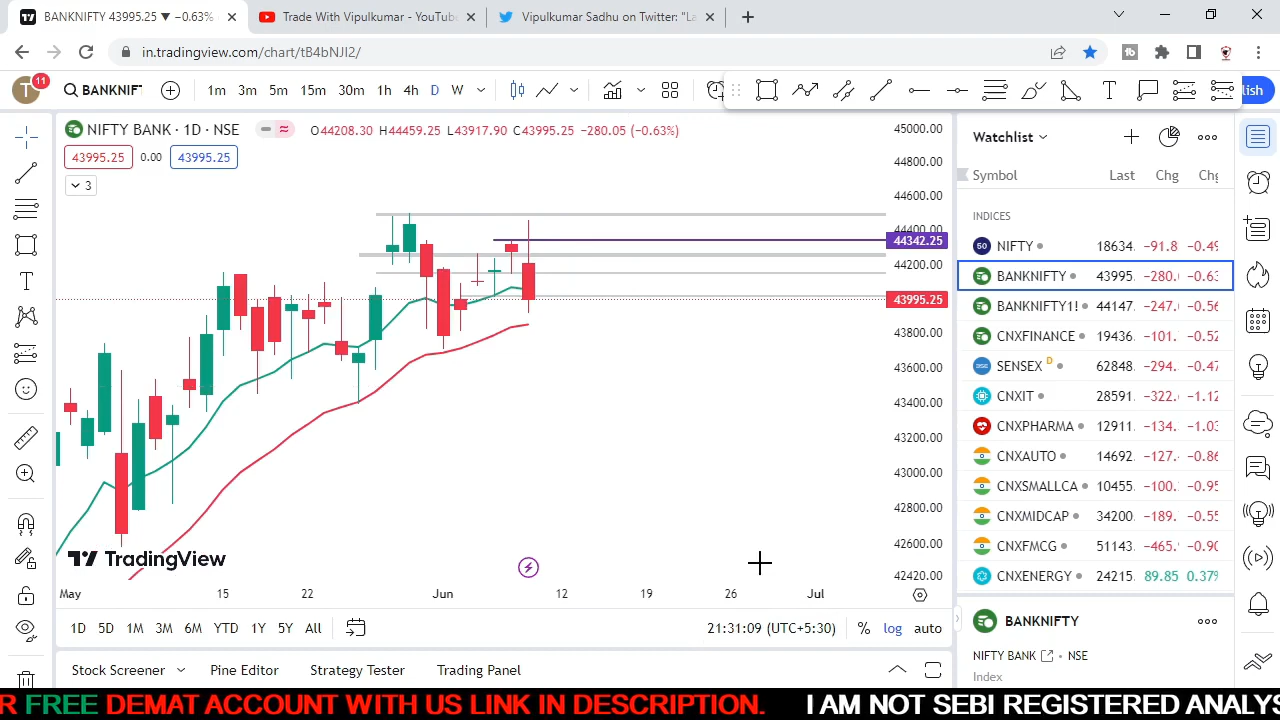 BANKNIFTY 43995.25 ▼ −0.63%
Trade With Vipulkumar - YouTube
Vipulkumar Sadhu on Twitter: "La
in.tradingview.com/chart/tB4bNJl2/
T 11 BANKNIF 1m 3m 5m 15m 30m 1h 4h D W T lish
NIFTY BANK · 1D · NSE O44208.30 H44459.25 L43917.90 C43995.25 −280.05 (−0.63%)
43995.25 0.00 43995.25
3
T
45000.00
44800.00
44600.00
44400.00
44342.25
44200.00
43995.25
43800.00
43600.00
43400.00
43200.00
43000.00
42800.00
42600.00
42420.00
TradingView
May 15 22 Jun 12 19 26 Jul
1D 5D 1M 3M 6M YTD 1Y 5Y All 21:31:09 (UTC+5:30) % log auto
Stock Screener Pine Editor Strategy Tester Trading Panel
Watchlist
Symbol Last Chg Chg
INDICES
50 NIFTY 18634. −91.8 −0.49
BANKNIFTY 43995. −280.0 −0.63
BANKNIFTY1! 44147. −247.0 −0.56
CNXFINANCE 19436. −101. −0.52
SENSEX D 62848. −294. −0.47
CNXIT 28591. −322. −1.12
CNXPHARMA 12911. −134. −1.03
CNXAUTO 14692. −127. −0.86
CNXSMALLCA 10455. −100. −0.95
CNXMIDCAP 34200. −189. −0.55
CNXFMCG 51143. −465. −0.90
CNXENERGY 24215. 89.85 0.37%
BANKNIFTY
NIFTY BANK • NSE
Index
R FREE DEMAT ACCOUNT WITH US LINK IN DESCRIPTION. I AM NOT SEBI REGISTERED ANALYS